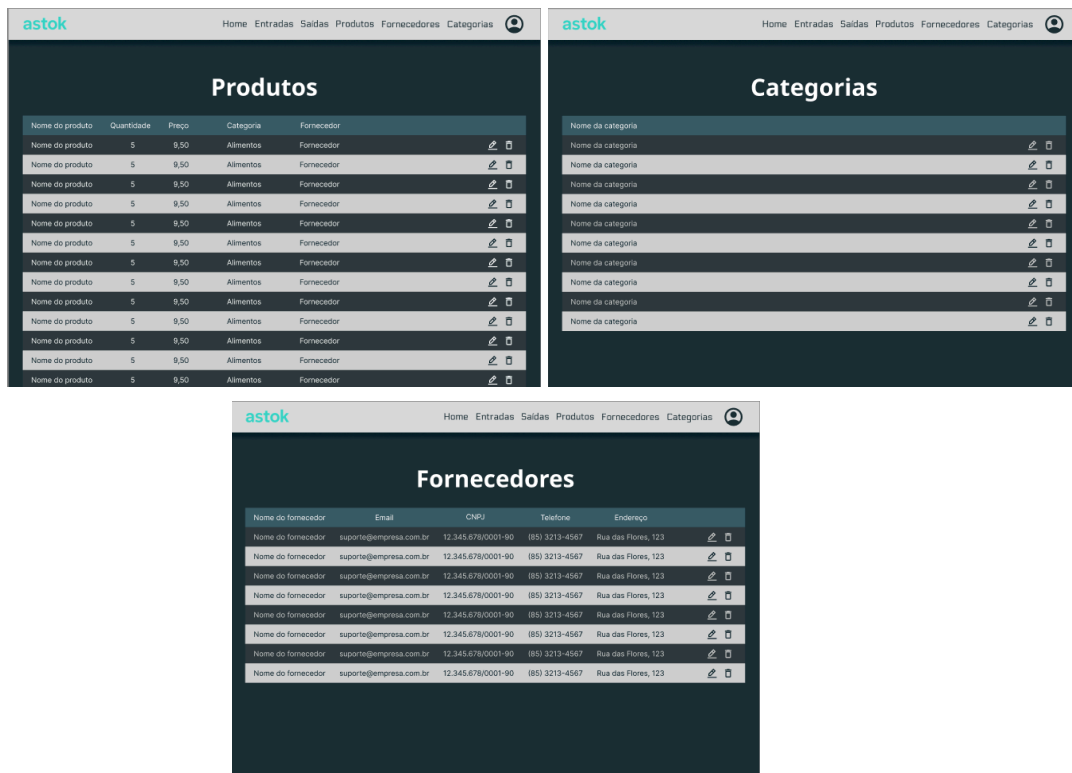 astok Home Entradas Saídas Produtos Fornecedores Categorias
Produtos
Nome do produto Quantidade Preço Categoria Fornecedor
Nome do produto 5 9,50 Alimentos Fornecedor
Nome do produto 5 9,50 Alimentos Fornecedor
Nome do produto 5 9,50 Alimentos Fornecedor
Nome do produto 5 9,50 Alimentos Fornecedor
Nome do produto 5 9,50 Alimentos Fornecedor
Nome do produto 5 9,50 Alimentos Fornecedor
Nome do produto 5 9,50 Alimentos Fornecedor
Nome do produto 5 9,50 Alimentos Fornecedor
Nome do produto 5 9,50 Alimentos Fornecedor
Nome do produto 5 9,50 Alimentos Fornecedor
Nome do produto 5 9,50 Alimentos Fornecedor
Nome do produto 5 9,50 Alimentos Fornecedor
Nome do produto 5 9,50 Alimentos Fornecedor
astok Home Entradas Saídas Produtos Fornecedores Categorias
Categorias
Nome da categoria
Nome da categoria
Nome da categoria
Nome da categoria
Nome da categoria
Nome da categoria
Nome da categoria
Nome da categoria
Nome da categoria
Nome da categoria
Nome da categoria
astok Home Entradas Saídas Produtos Fornecedores Categorias
Fornecedores
Nome do fornecedor Email CNPJ Telefone Endereço
Nome do fornecedor suporte@empresa.com.br 12.345.678/0001-90 (85) 3213-4567 Rua das Flores, 123
Nome do fornecedor suporte@empresa.com.br 12.345.678/0001-90 (85) 3213-4567 Rua das Flores, 123
Nome do fornecedor suporte@empresa.com.br 12.345.678/0001-90 (85) 3213-4567 Rua das Flores, 123
Nome do fornecedor suporte@empresa.com.br 12.345.678/0001-90 (85) 3213-4567 Rua das Flores, 123
Nome do fornecedor suporte@empresa.com.br 12.345.678/0001-90 (85) 3213-4567 Rua das Flores, 123
Nome do fornecedor suporte@empresa.com.br 12.345.678/0001-90 (85) 3213-4567 Rua das Flores, 123
Nome do fornecedor suporte@empresa.com.br 12.345.678/0001-90 (85) 3213-4567 Rua das Flores, 123
Nome do fornecedor suporte@empresa.com.br 12.345.678/0001-90 (85) 3213-4567 Rua das Flores, 123